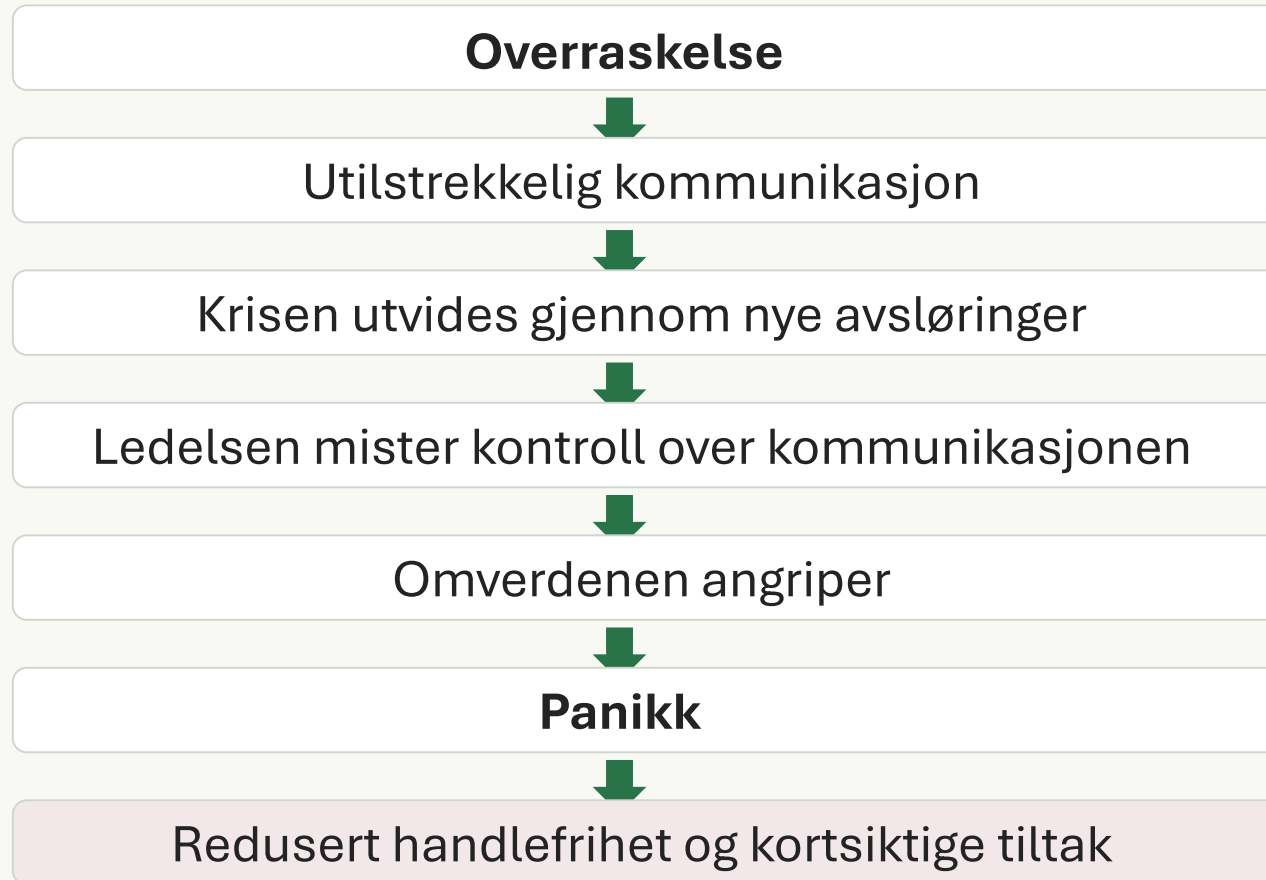 Overraskelse
Utilstrekkelig kommunikasjon
Krisen utvides gjennom nye avsløringer
Ledelsen mister kontroll over kommunikasjonen
Omverdenen angriper
Panikk
Redusert handlefrihet og kortsiktige tiltak